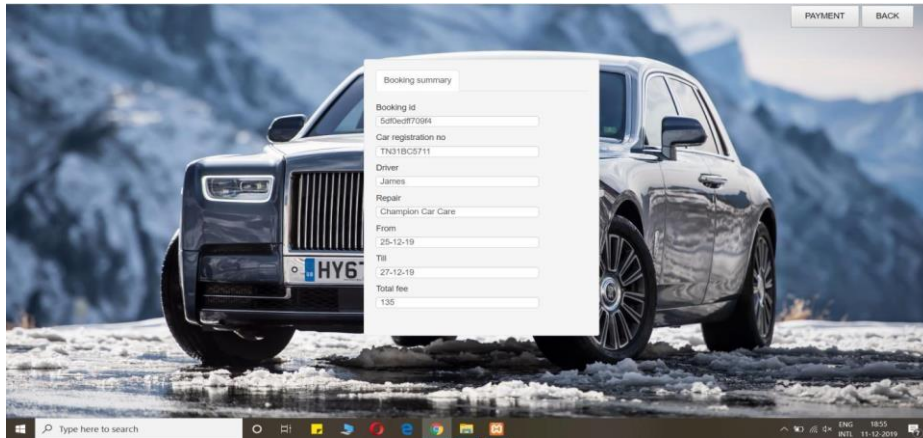 PAYMENT BACK
Booking summary
Booking id
5df0edff709f4
Car registration no
TN31BC5711
Driver
James
Repair
Champion Car Care
From
25-12-19
Till
27-12-19
Total fee
135
HY67
Type here to search
ENG 18:55
INTL 11-12-2019